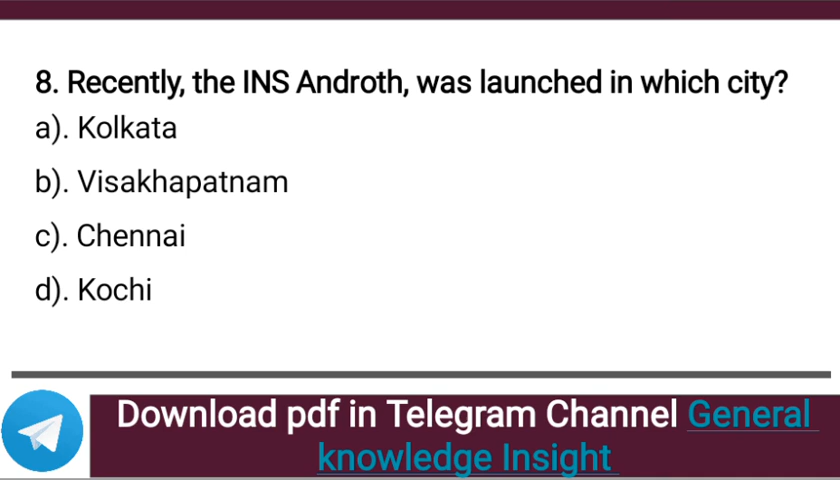 8. Recently, the INS Androth, was launched in which city?
a). Kolkata
b). Visakhapatnam
c). Chennai
d). Kochi
Download pdf in Telegram Channel General
knowledge Insight